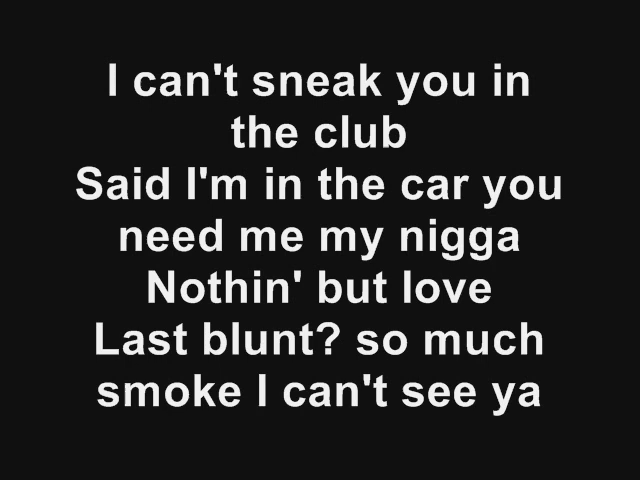 I can't sneak you in
the club
Said I'm in the car you
need me my nigga
Nothin' but love
Last blunt? so much
smoke I can't see ya